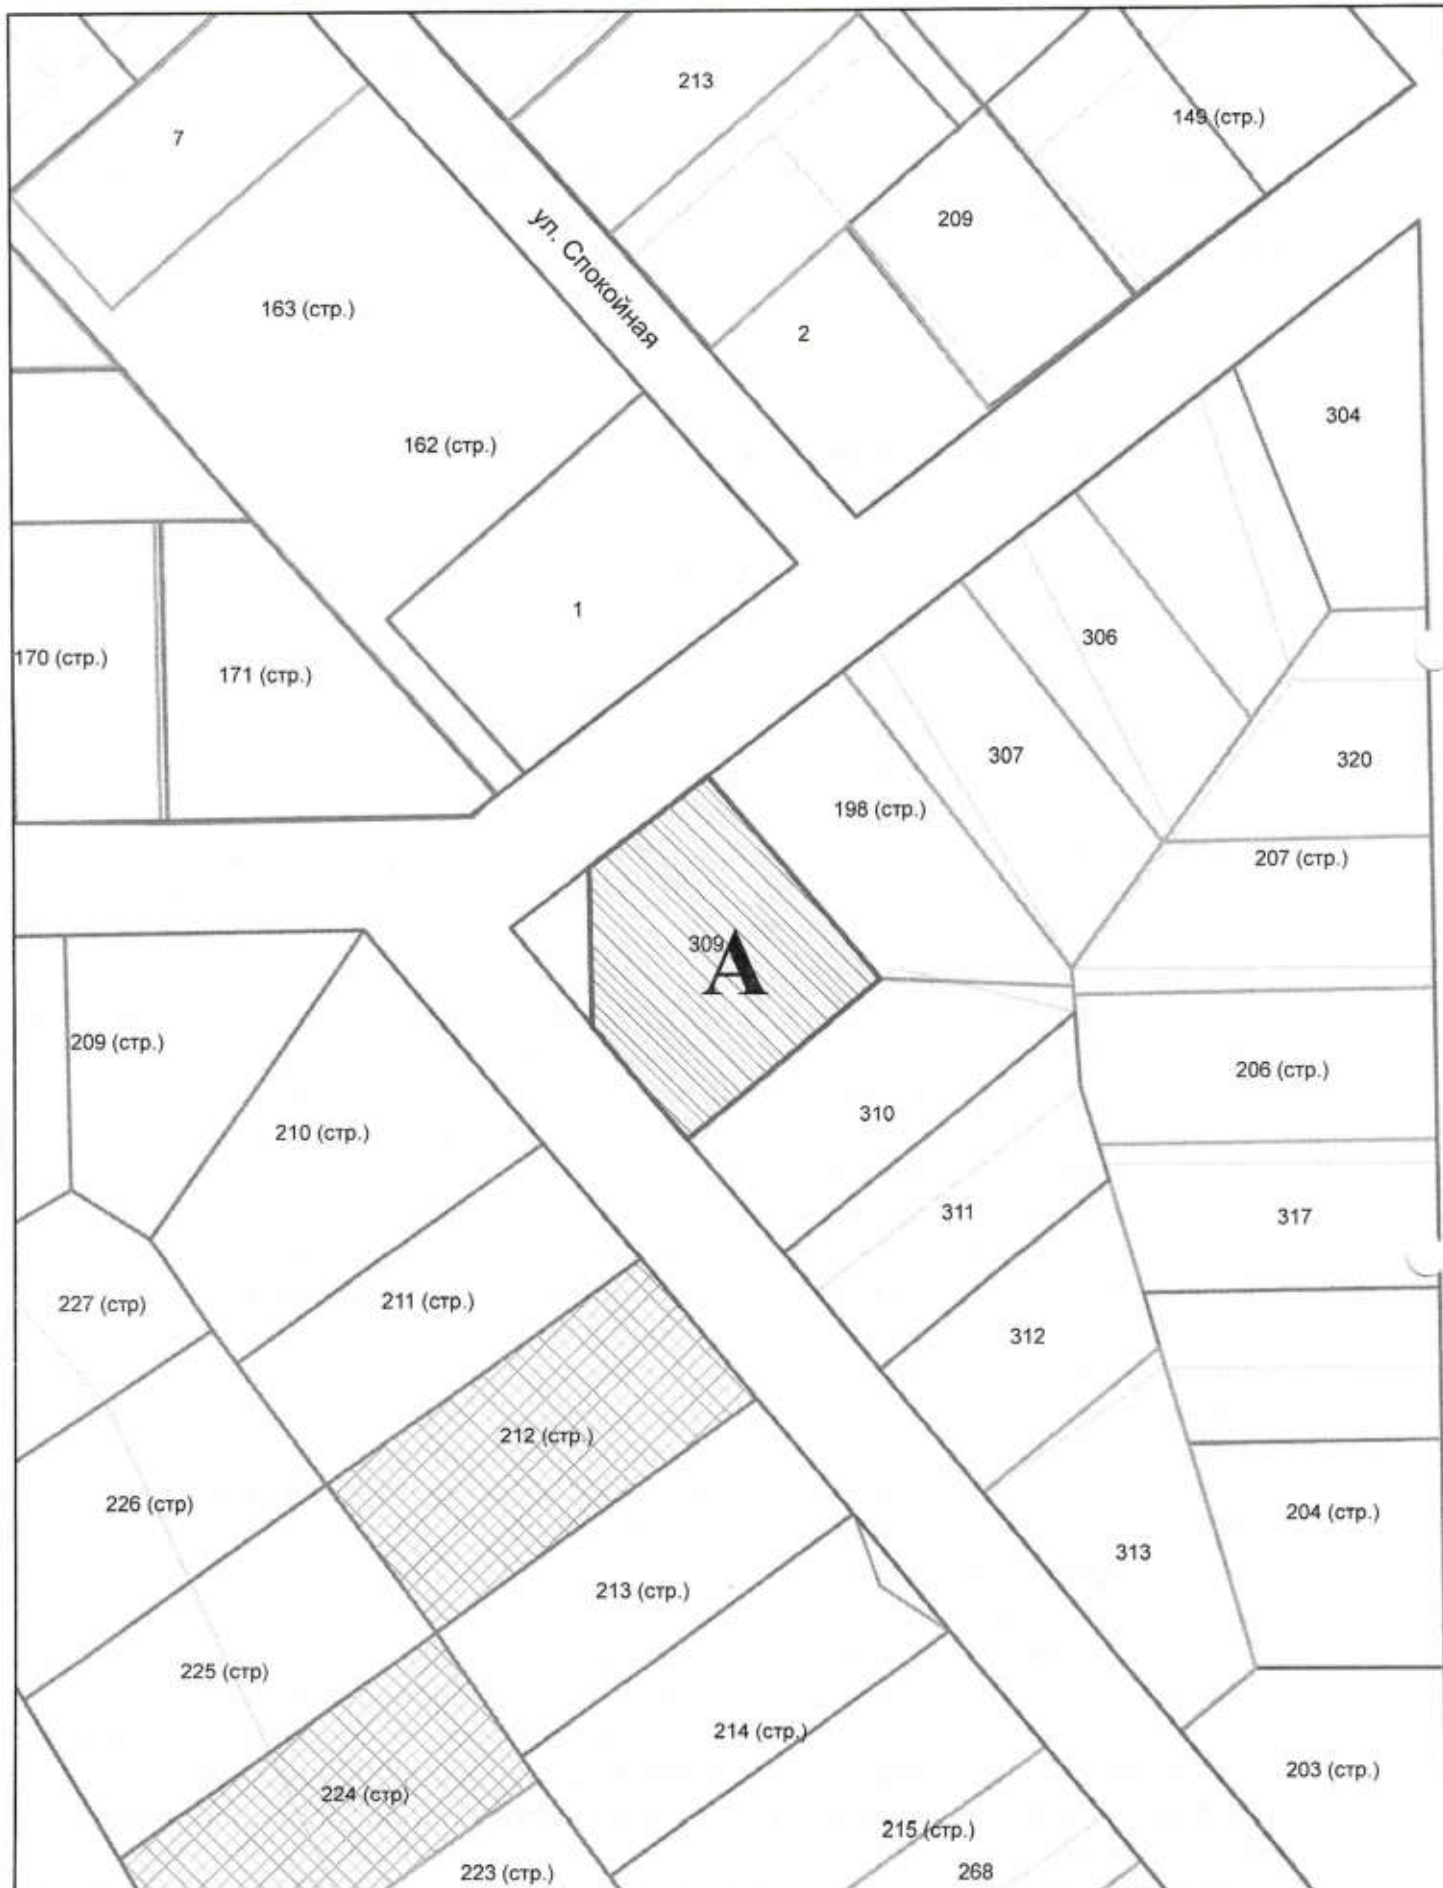 213
149 (стр.)
7
209
ул. Спокойная
163 (стр.)
2
304
162 (стр.)
1
306
170 (стр.)
171 (стр.)
307
320
198 (стр.)
207 (стр.)
309
А
209 (стр.)
206 (стр.)
310
210 (стр.)
311
317
227 (стр)
211 (стр.)
312
212 (стр.)
226 (стр)
204 (стр.)
313
213 (стр.)
225 (стр)
214 (стр.)
203 (стр.)
224 (стр)
215 (стр.)
223 (стр.)
268